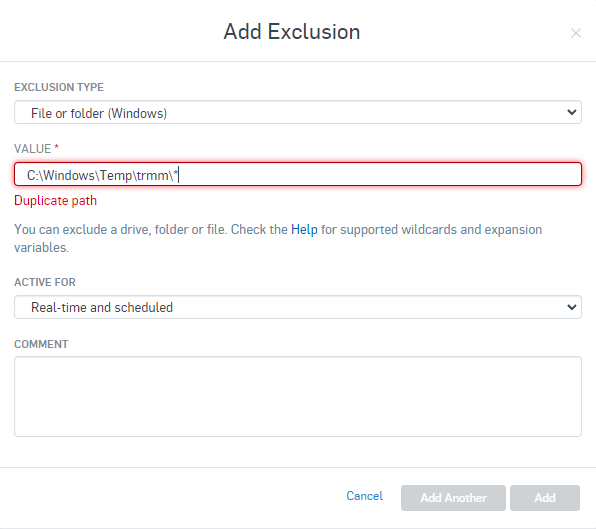 Add Exclusion
×
EXCLUSION TYPE
File or folder (Windows)
VALUE *
C:\Windows\Temp\trmm\*
Duplicate path
You can exclude a drive, folder or file. Check the Help for supported wildcards and expansion
variables.
ACTIVE FOR
Real-time and scheduled
COMMENT
Cancel Add Another Add